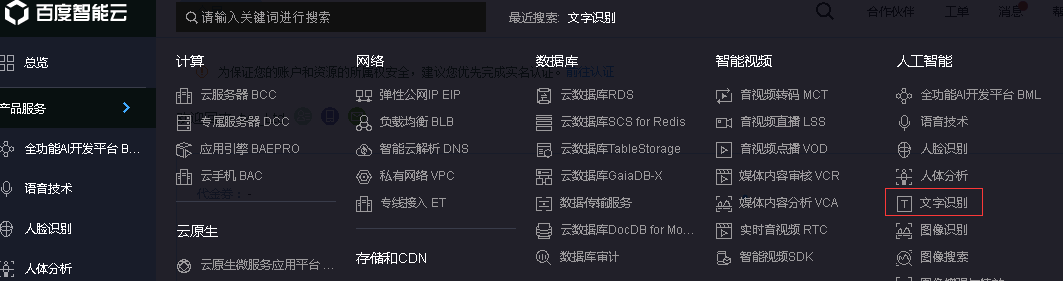 百度智能云
请输入关键词进行搜索
最近搜索: 文字识别
合作伙伴
工单
消息
总览
产品服务
全功能AI开发平台 B...
语音技术
人脸识别
人体分析
为保证您的账户和资源的所属权安全,建议您优先完成实名认证。前往认证
计算
云服务器 BCC
专属服务器 DCC
应用引擎 BAEPRO
云手机 BAC
代金券:-
云原生
云原生微服务应用平台 ...
网络
弹性公网IP EIP
负载均衡 BLB
智能云解析 DNS
私有网络 VPC
专线接入 ET
存储和CDN
数据库
云数据库RDS
云数据库SCS for Redis
云数据库TableStorage
云数据库GaiaDB-X
数据传输服务
云数据库DocDB for Mo...
数据库审计
智能视频
音视频转码 MCT
音视频直播 LSS
音视频点播 VOD
媒体内容审核 VCR
媒体内容分析 VCA
实时音视频 RTC
智能视频SDK
人工智能
全功能AI开发平台 BML
语音技术
人脸识别
人体分析
文字识别
图像识别
图像搜索